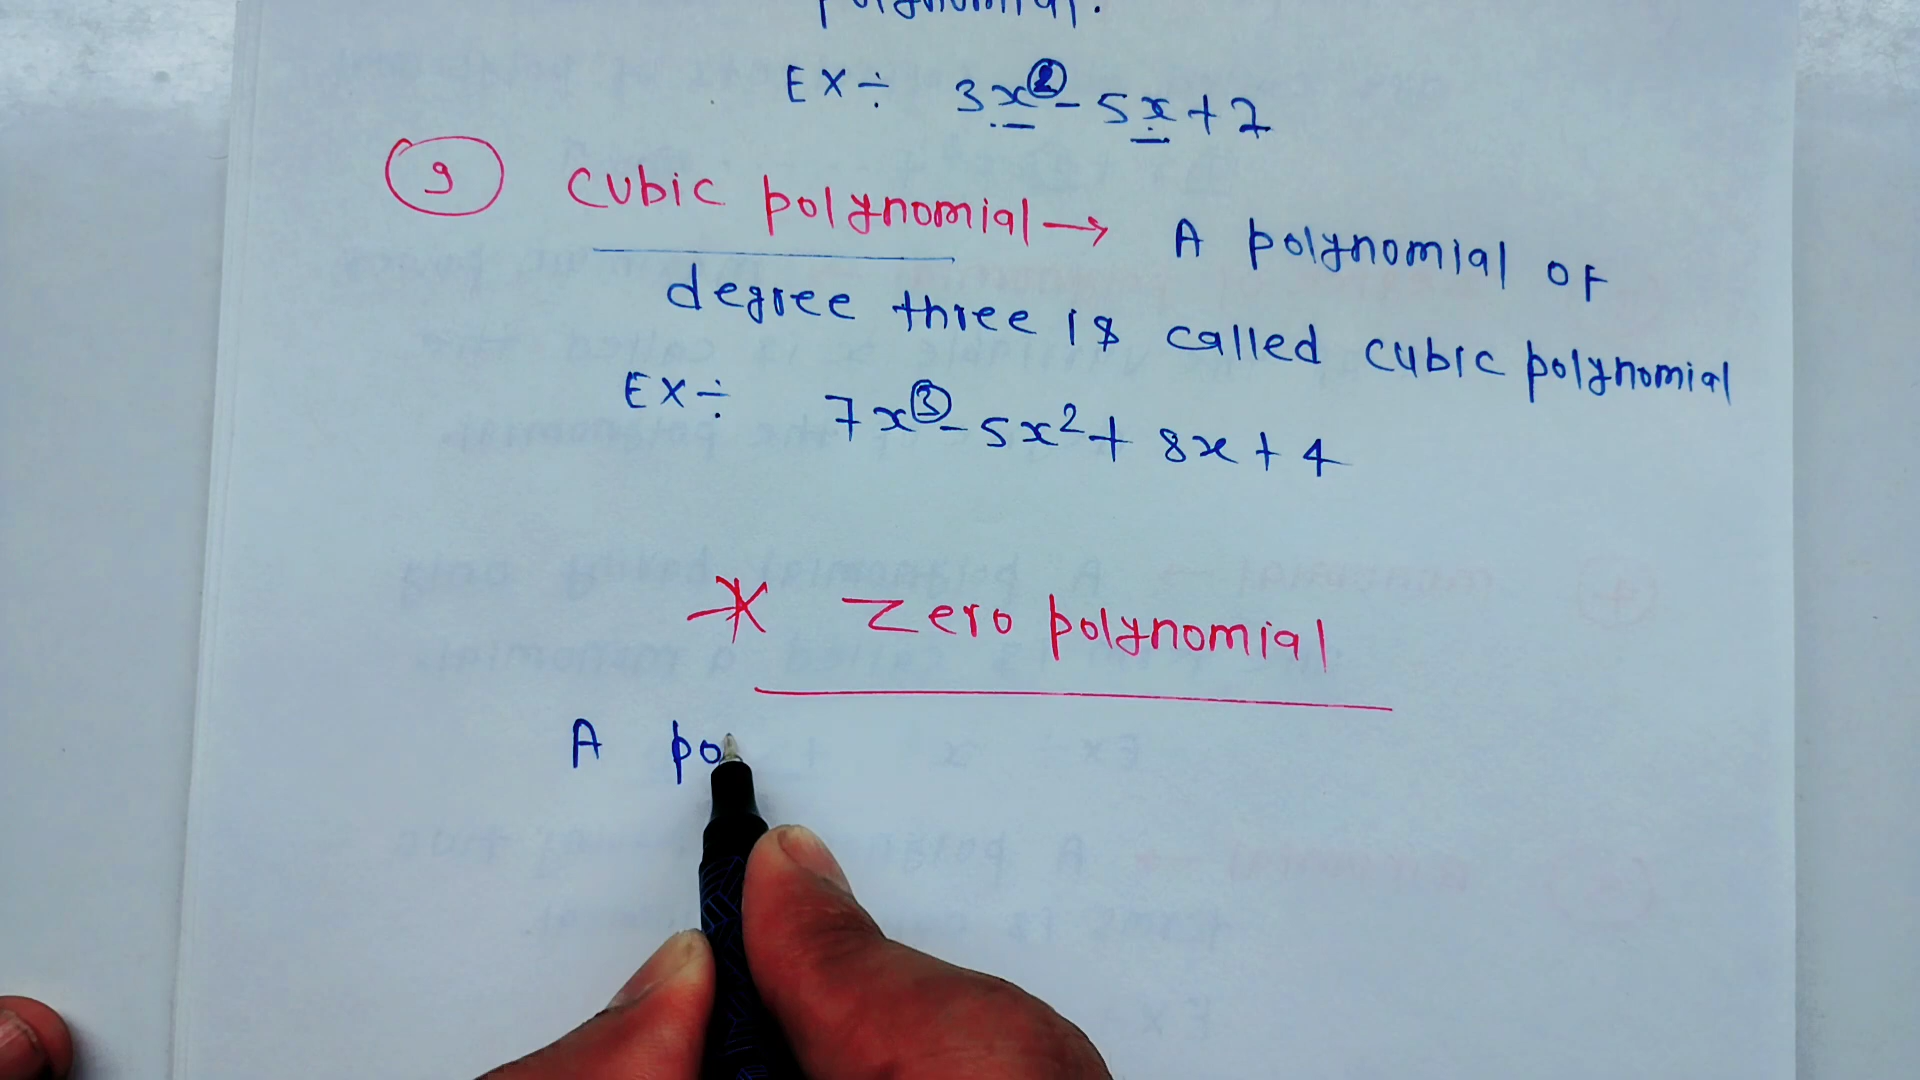 polynomial.
EX÷ 3x²- 5x+7
9 cubic polynomial→ A polynomial of
degree three is called cubic polynomial
EX÷ 7x³- 5x²+ 8x + 4
* Zero polynomial
A po